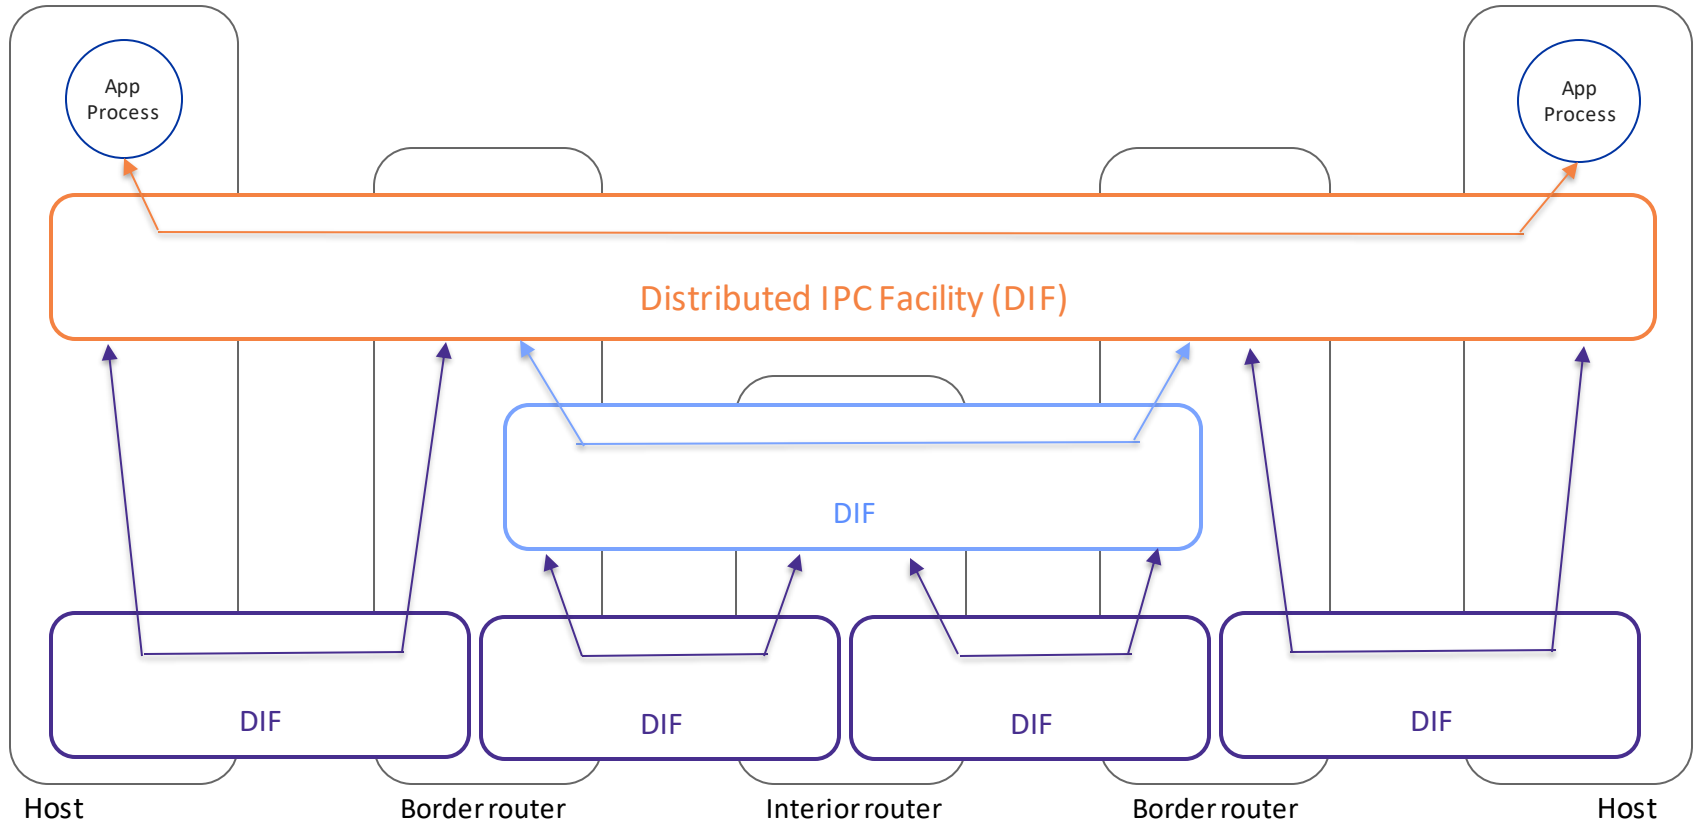 App
Process
App
Process
Distributed IPC Facility (DIF)
DIF
DIF
DIF
DIF
DIF
Host
Border router
Interior router
Border router
Host